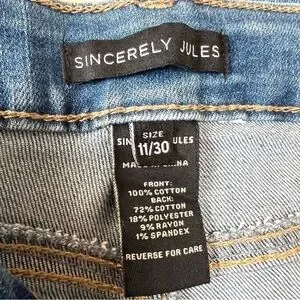 SINCERELY JULES
SIZE
11/30
SIN ULES
MADE IN CHINA
FRONT:
100% COTTON
BACK:
72% COTTON
18% POLYESTER
9% RAYON
1% SPANDEX
REVERSE FOR CARE